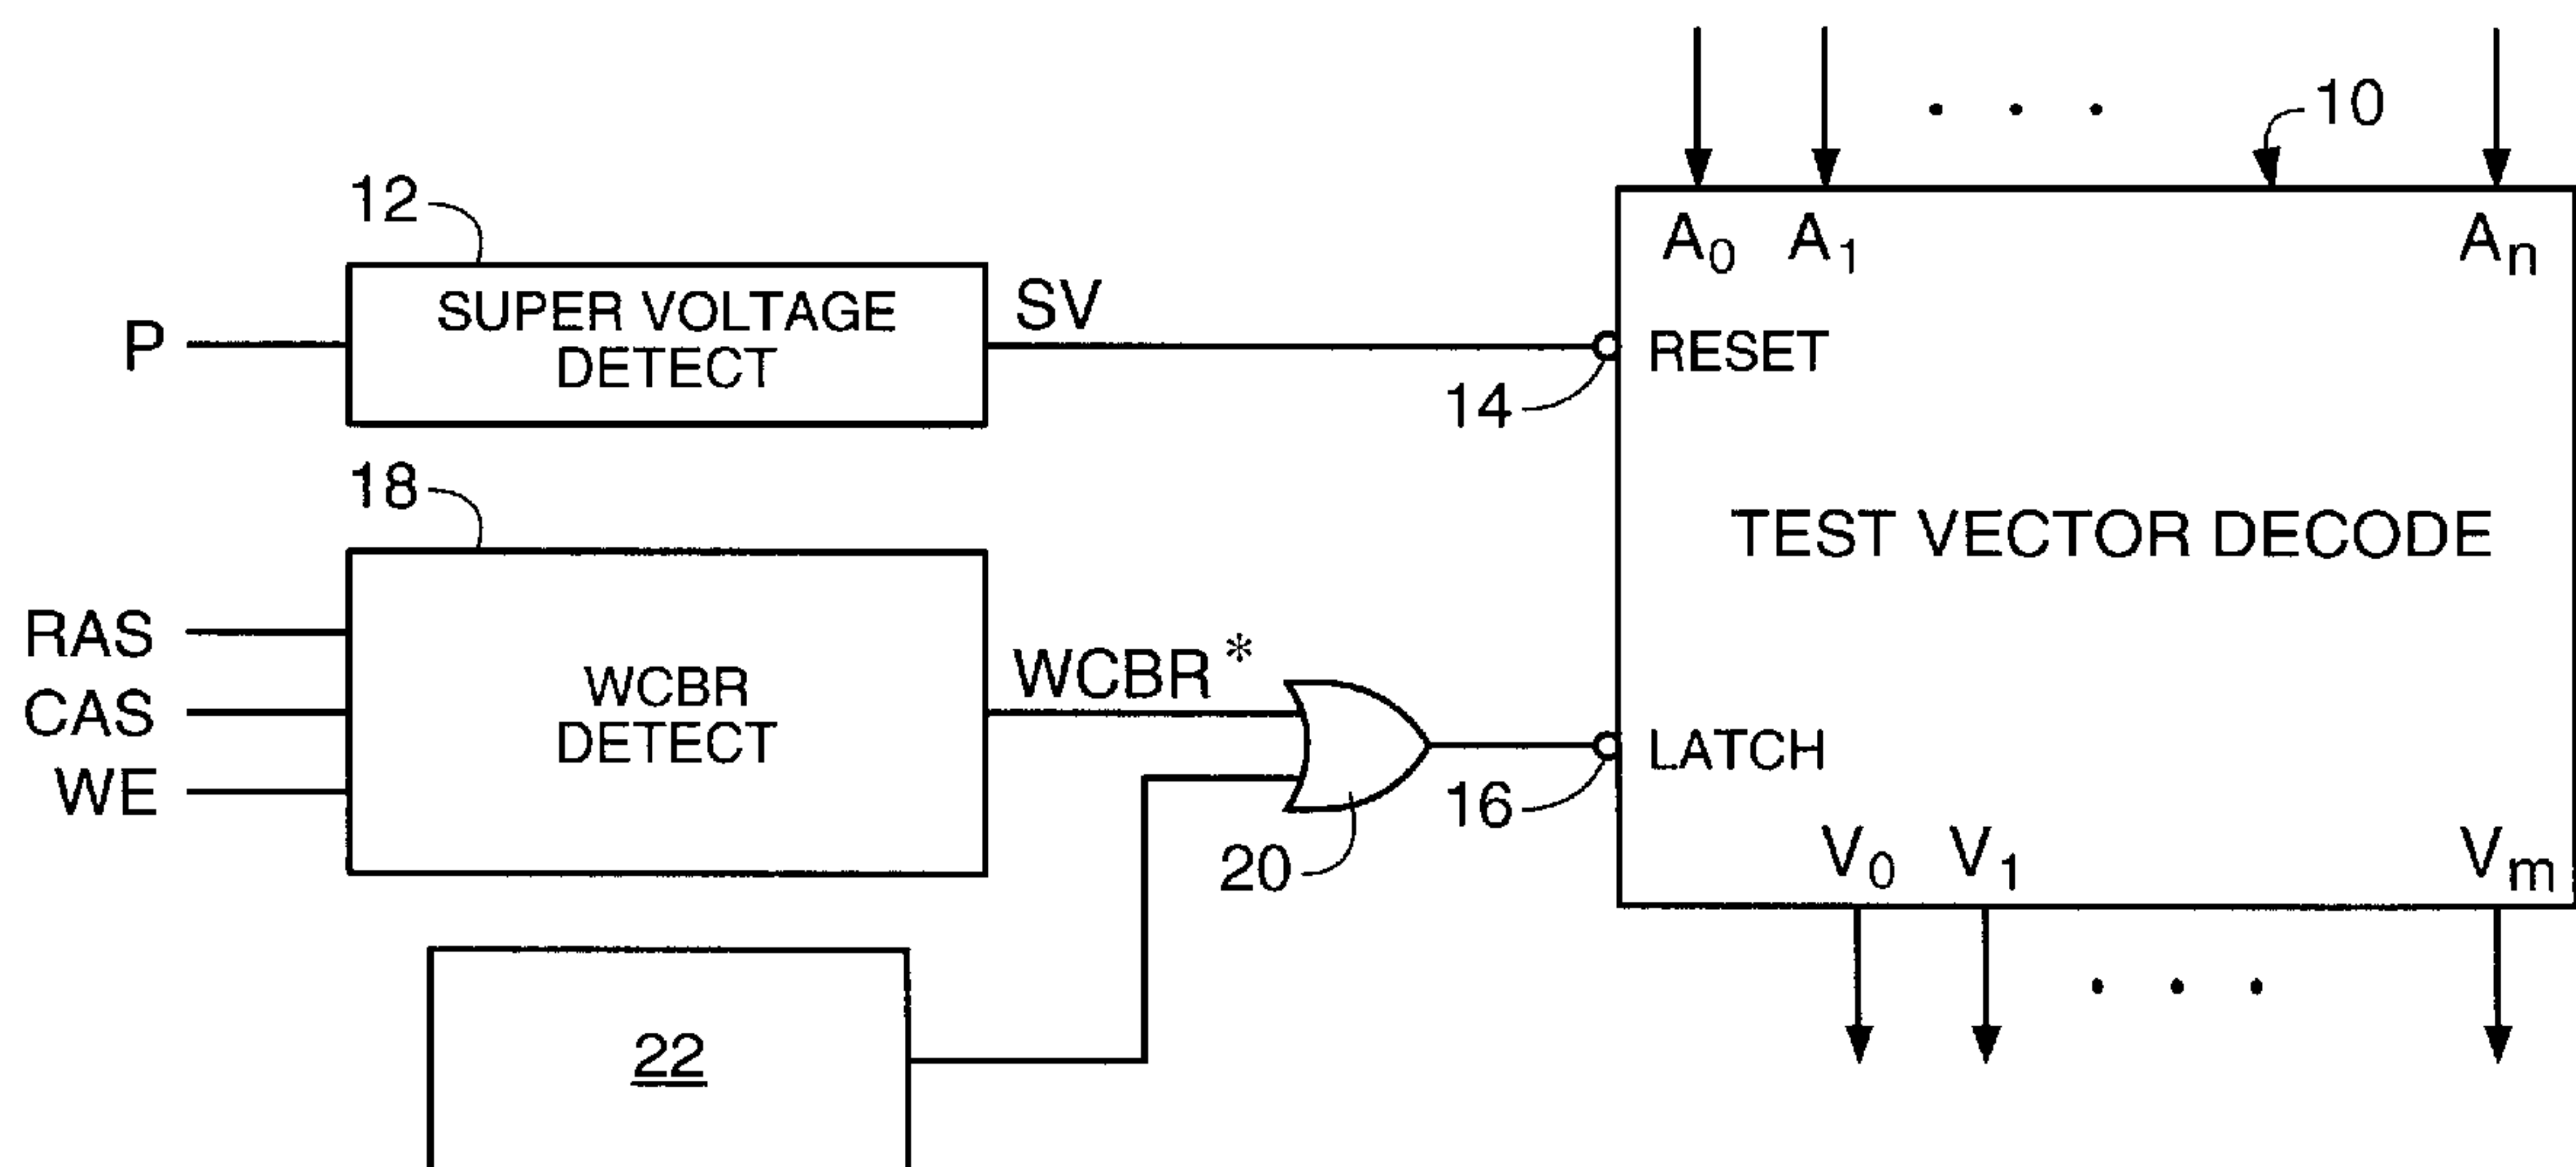 10
A0 A1 An
12
SUPER VOLTAGE
DETECT
P
SV
RESET
14
18
TEST VECTOR DECODE
RAS
CAS
WE
WCBR
DETECT
WCBR*
LATCH
16
20
V0 V1 Vm
22